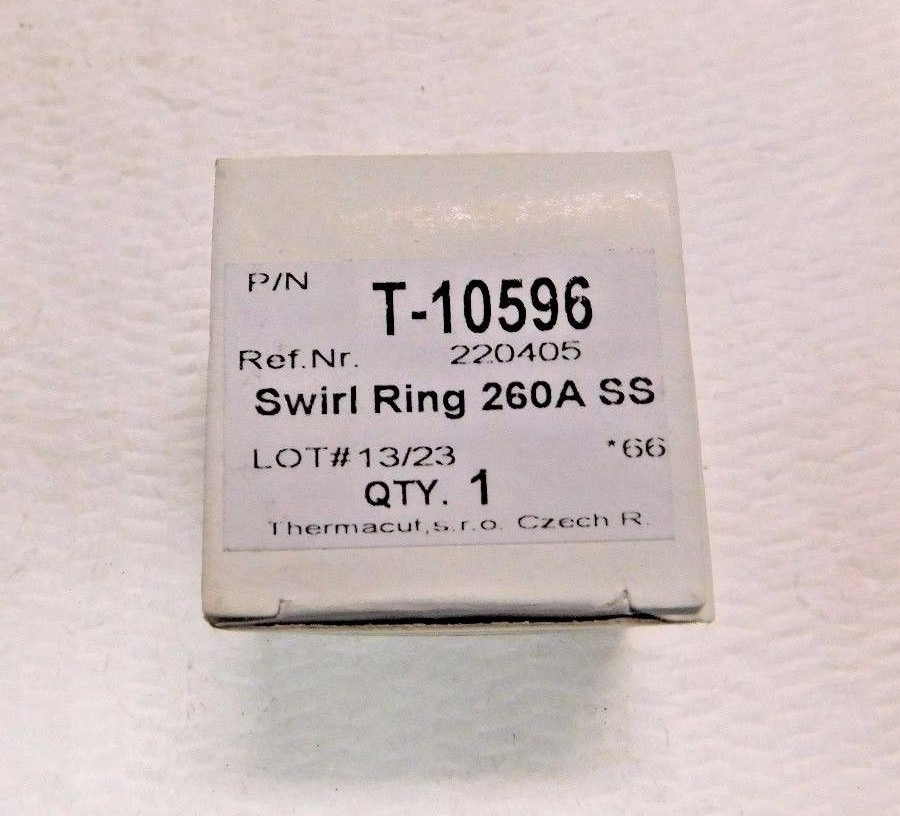 P/N T-10596
Ref.Nr. 220405
Swirl Ring 260A SS
LOT# 13/23 *66
QTY. 1
Thermacut,s.r.o. Czech R.